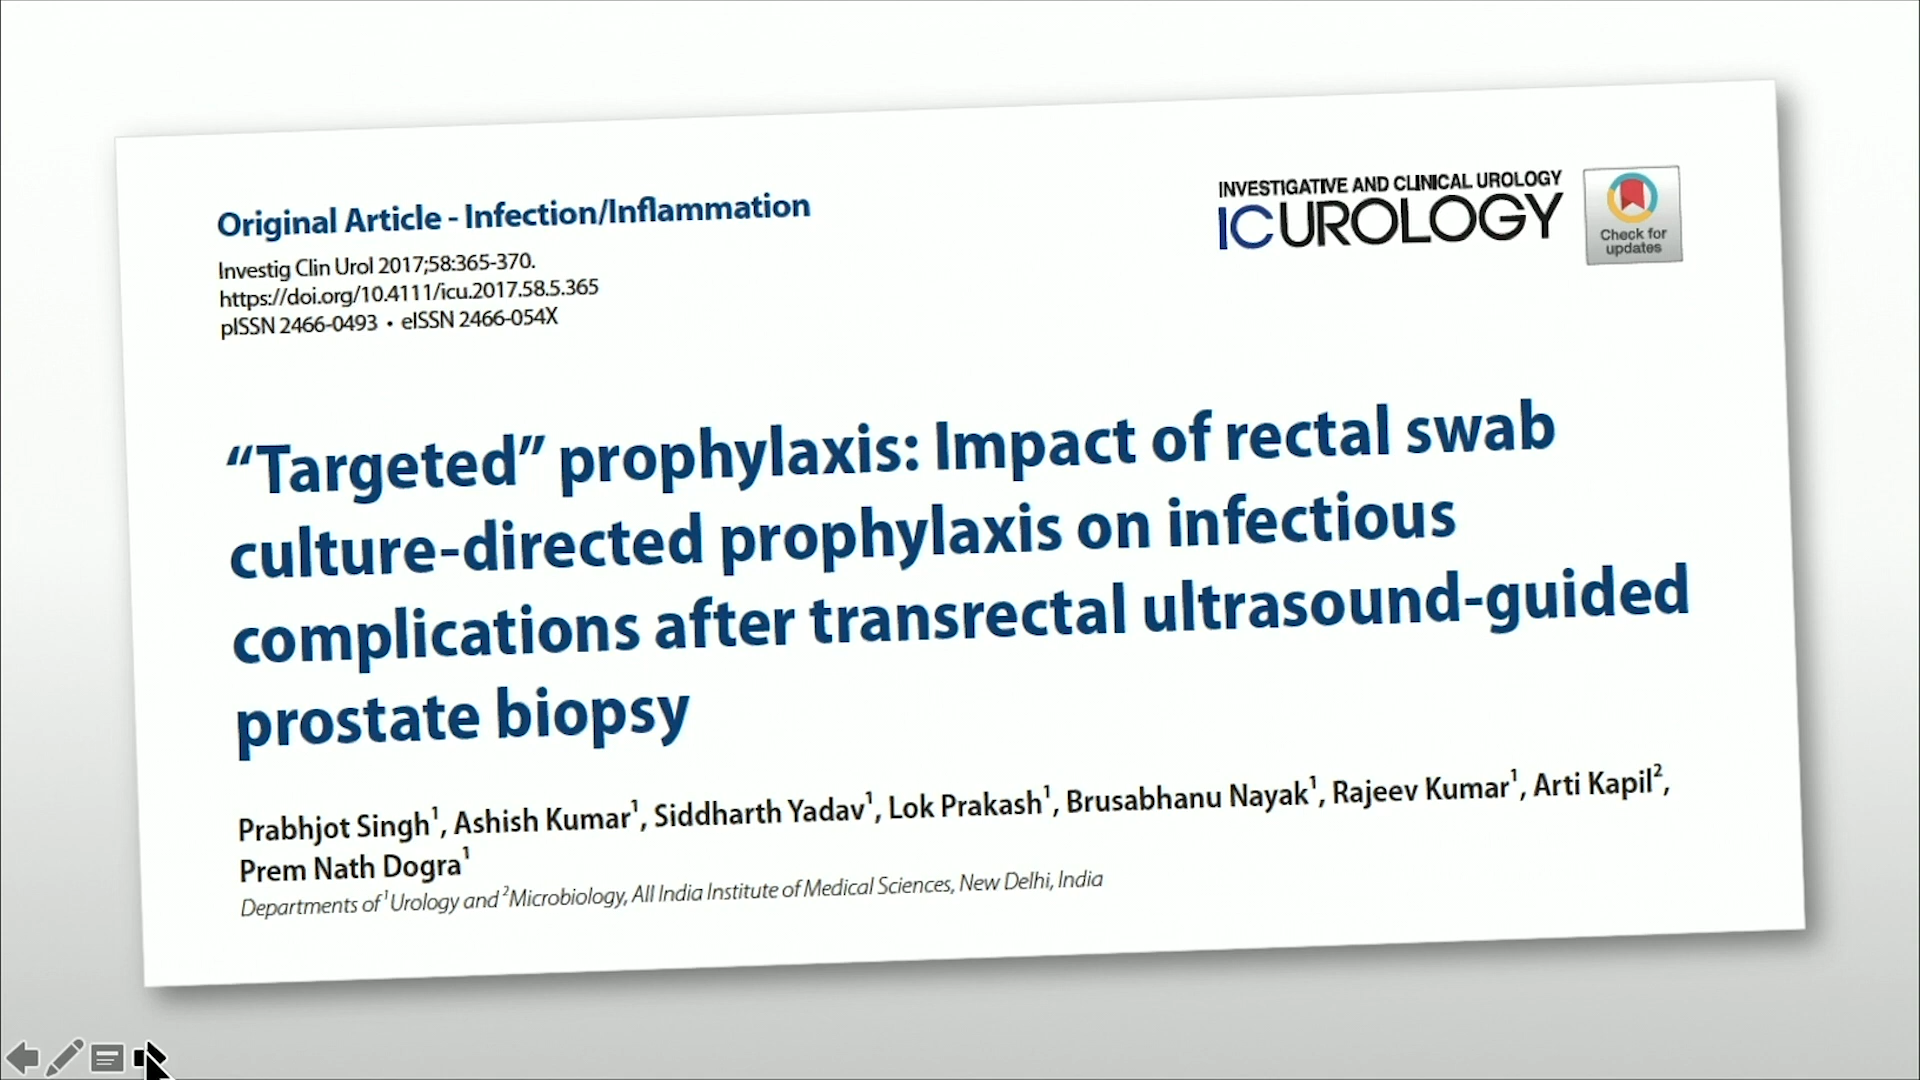 Original Article - Infection/Inflammation
Investig Clin Urol 2017;58:365-370.
https://doi.org/10.4111/icu.2017.58.5.365
pISSN 2466-0493 • eISSN 2466-054X
INVESTIGATIVE AND CLINICAL UROLOGY
ICUROLOGY
Check for
updates
“Targeted” prophylaxis: Impact of rectal swab
culture-directed prophylaxis on infectious
complications after transrectal ultrasound-guided
prostate biopsy
Prabhjot Singh¹, Ashish Kumar¹, Siddharth Yadav¹, Lok Prakash¹, Brusabhanu Nayak¹, Rajeev Kumar¹, Arti Kapil²,
Prem Nath Dogra¹
Departments of ¹Urology and ²Microbiology, All India Institute of Medical Sciences, New Delhi, India